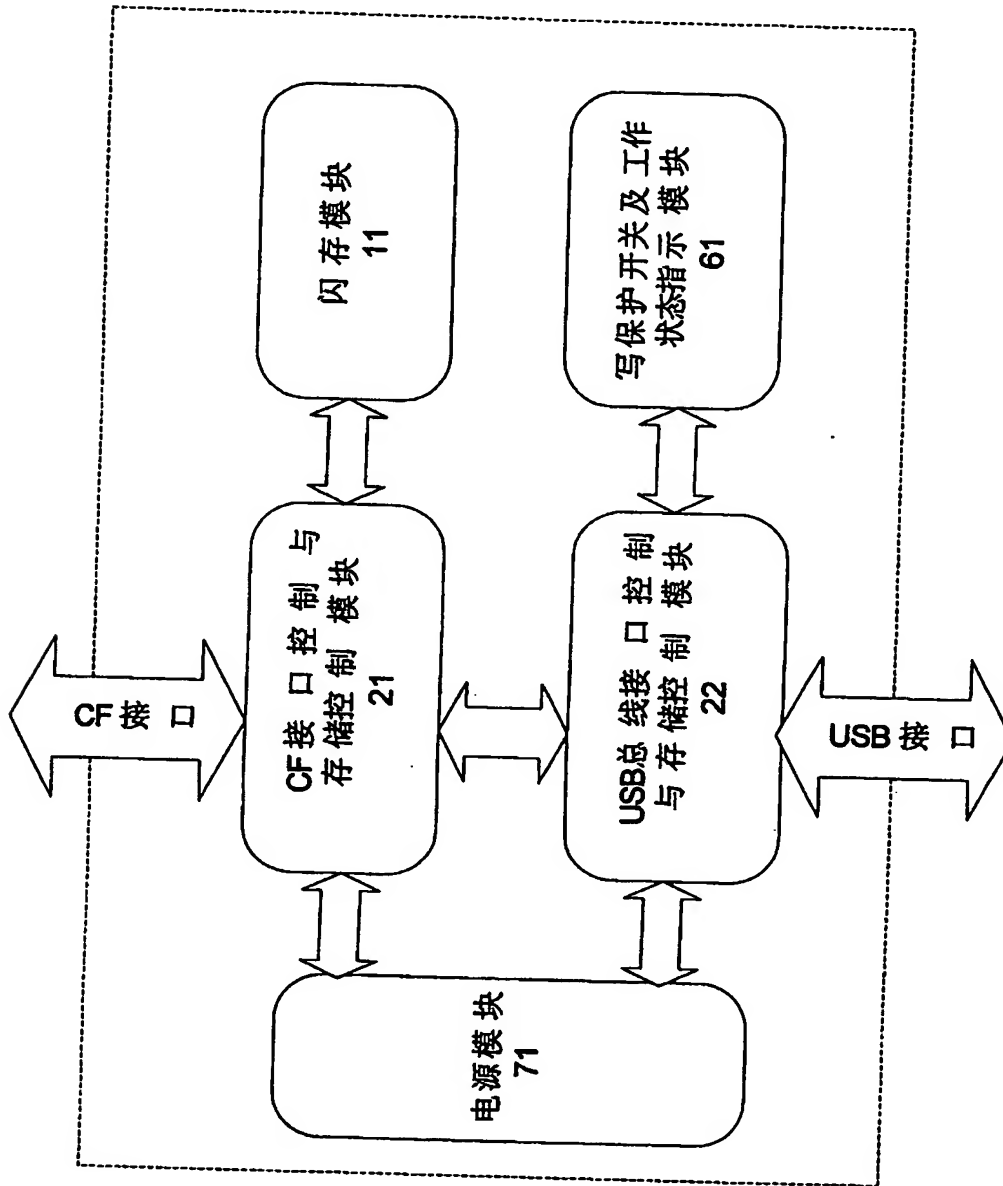 CF接口
闪存模块
11
CF接口控制与
存储控制模块
21
写保护开关及工作
状态指示模块
61
USB总线接口控制
与存储控制模块
22
电源模块
71
USB接口